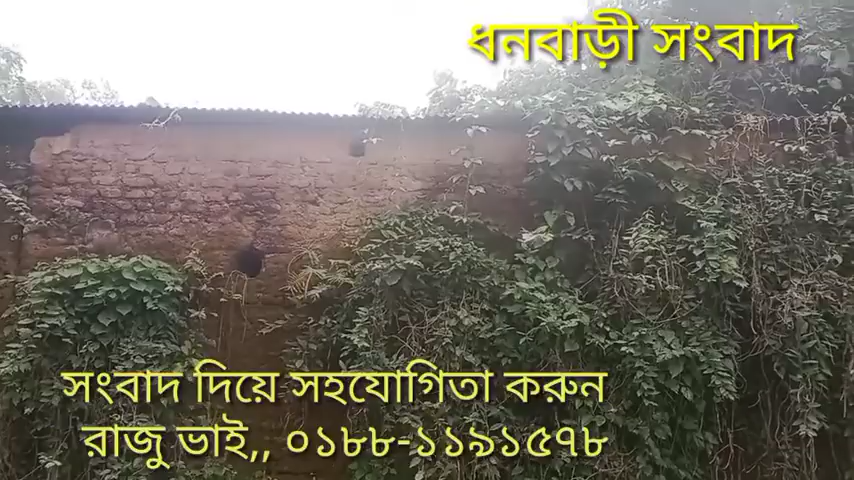 ধনবাড়ী সংবাদ
সংবাদ দিয়ে সহযোগিতা করুন
রাজু ভাই,, ০১৮৮-১১৯১৫৭৮